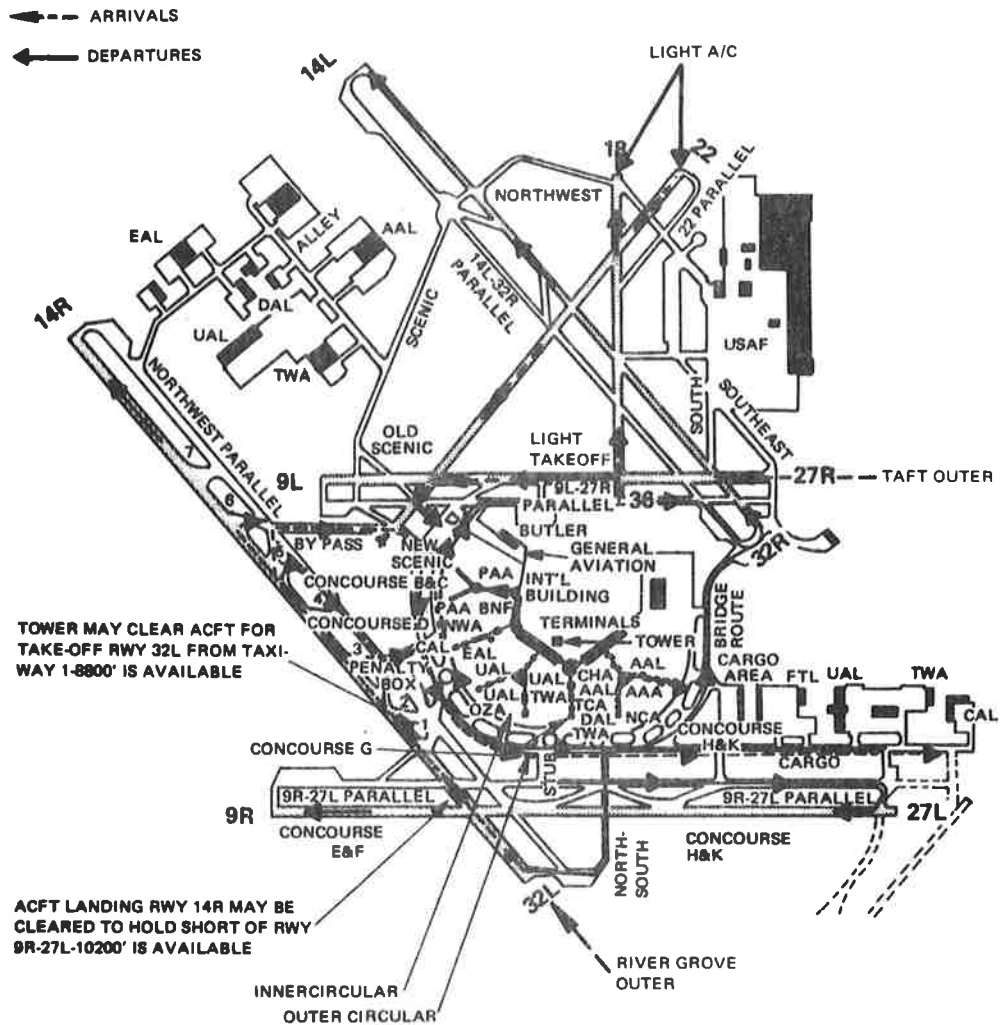 ARRIVALS
DEPARTURES
LIGHT A/C
14L
18
22
NORTHWEST
22 PARALLEL
EAL
ALLEY
AAL
14L-32R
PARALLEL
SCENIC
DAL
14R
UAL
TWA
USAF
SOUTH
SOUTHEAST
NORTHWEST PARALLEL
OLD
SCENIC
LIGHT
TAKEOFF
9L
27R
TAFT OUTER
9L-27R
PARALLEL
36
7
6
BY PASS
D
BUTLER
32R
NEW
SCENIC
GENERAL
AVIATION
CONCOURSE B&C
PAA
INT'L
BUILDING
4
CONCOURSE D
PAA
BNF
NWA
TERMINALS
TOWER
BRIDGE
ROUTE
TOWER MAY CLEAR ACFT FOR
TAKE-OFF RWY 32L FROM TAXI-
WAY 1-8800' IS AVAILABLE
3
CAL
PENALTY
BOX
2
1
EAL
UAL
UAL
OZA
UAL
TWA
CHA
AAL
TCA
DAL
TWA
AAL
AAA
NCA
CARGO
AREA
FTL
UAL
TWA
CAL
CONCOURSE
H&K
CONCOURSE G
STUB
CARGO
9R-27L PARALLEL
9R-27L PARALLEL
9R
27L
CONCOURSE
E&F
CONCOURSE
H&K
NORTH-
SOUTH
32L
ACFT LANDING RWY 14R MAY BE
CLEARED TO HOLD SHORT OF RWY
9R-27L-10200' IS AVAILABLE
RIVER GROVE
OUTER
INNERCIRCULAR
OUTER CIRCULAR